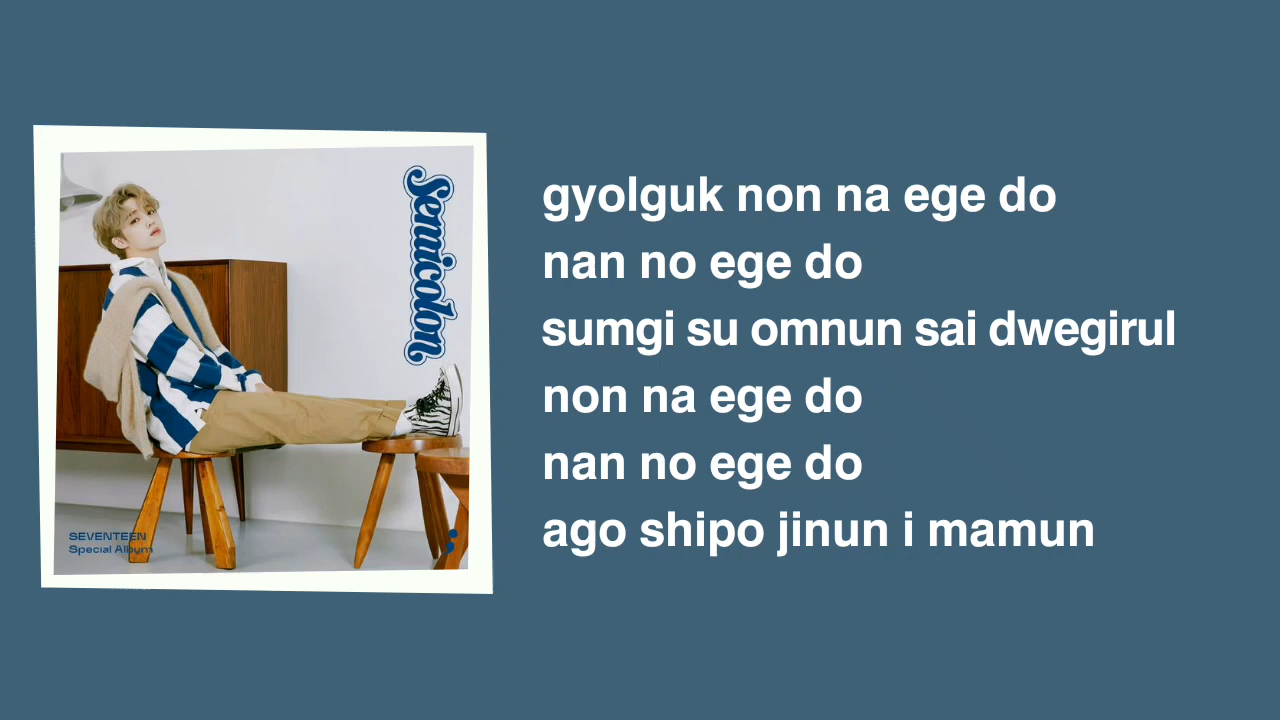 Semicolon
SEVENTEEN
Special Album
gyolguk non na ege do
nan no ege do
sumgi su omnun sai dwegirul
non na ege do
nan no ege do
ago shipo jinun i mamun